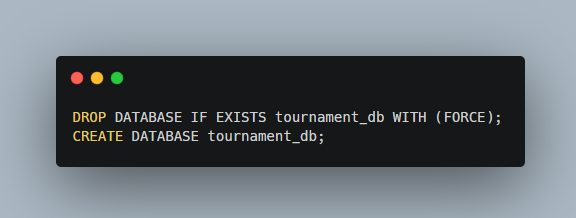 DROP DATABASE IF EXISTS tournament_db WITH (FORCE);
CREATE DATABASE tournament_db;